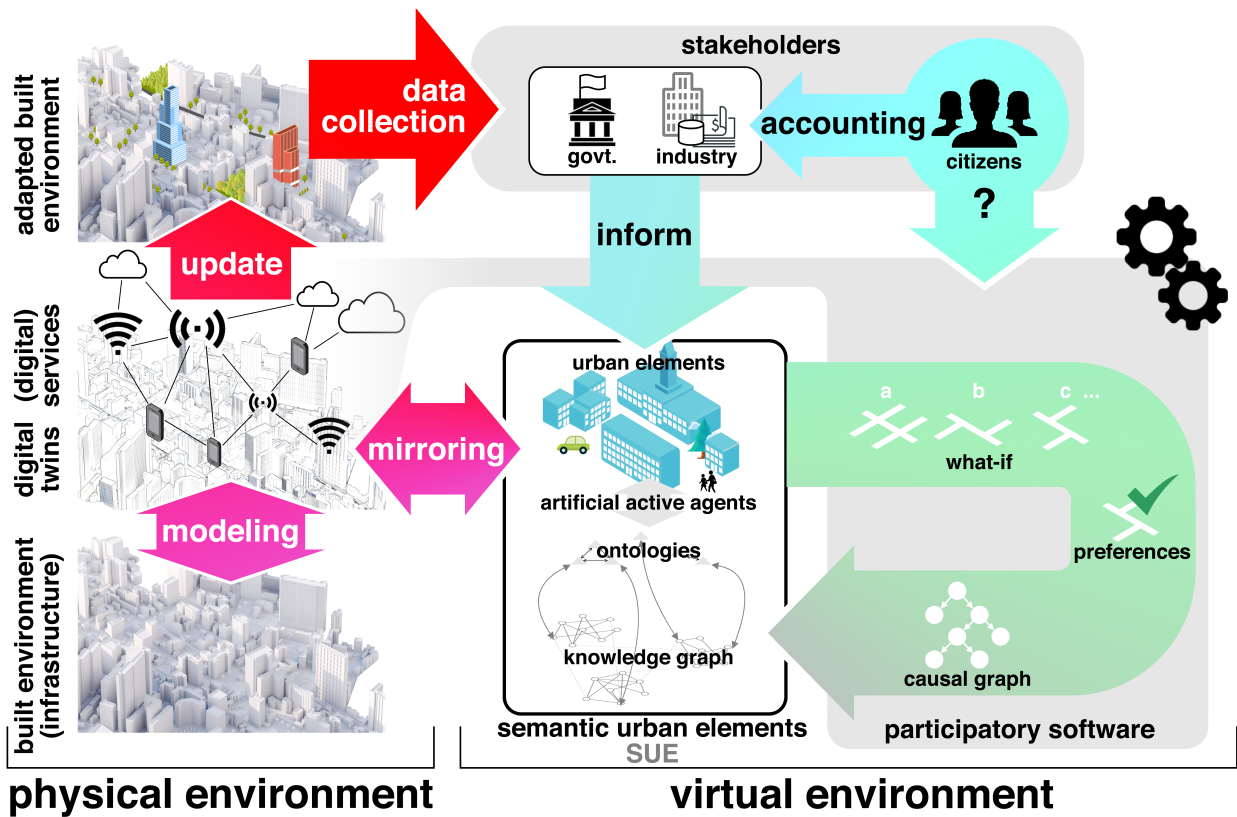 adapted built
environment
(digital)
services
digital
twins
built environment
(infrastructure)
data
collection
update
modeling
mirroring
stakeholders
govt.
industry
$
accounting
citizens
?
inform
urban elements
artificial active agents
ontologies
knowledge graph
semantic urban elements
SUE
a b c ...
what-if
preferences
causal graph
participatory software
physical environment
virtual environment